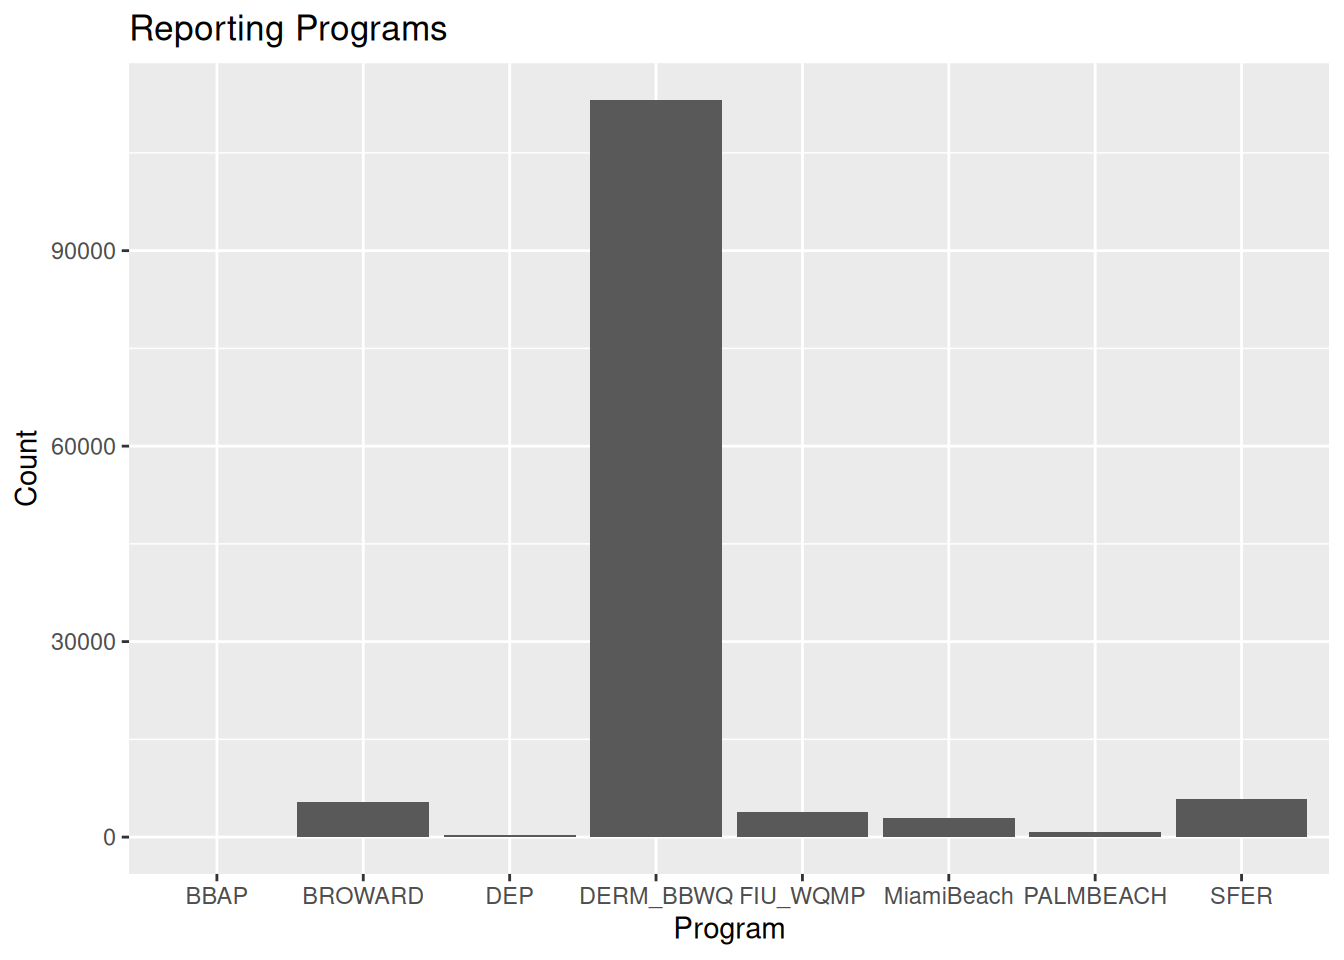 Reporting Programs
Count
90000
60000
30000
0
BBAP BROWARD DEP DERM_BBWQ FIU_WQMP MiamiBeach PALMBEACH SFER
Program